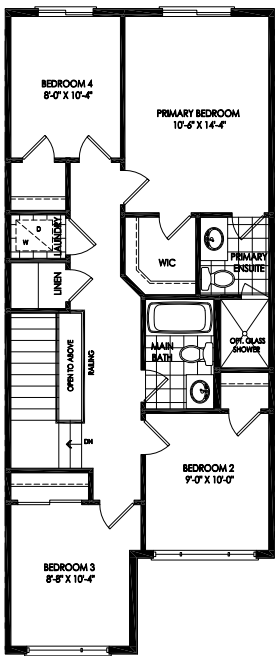 BEDROOM 4
8'-0" X 10'-4"
PRIMARY BEDROOM
10'-6" X 14'-4"
LAUNDRY
D
W
PRIMARY
ENSUITE
WIC
LINEN
OPT. GLASS
SHOWER
MAIN
BATH
OPEN TO ABOVE
RAILING
DN
BEDROOM 2
9'-0" X 10'-0"
BEDROOM 3
8'-8" X 10'-4"